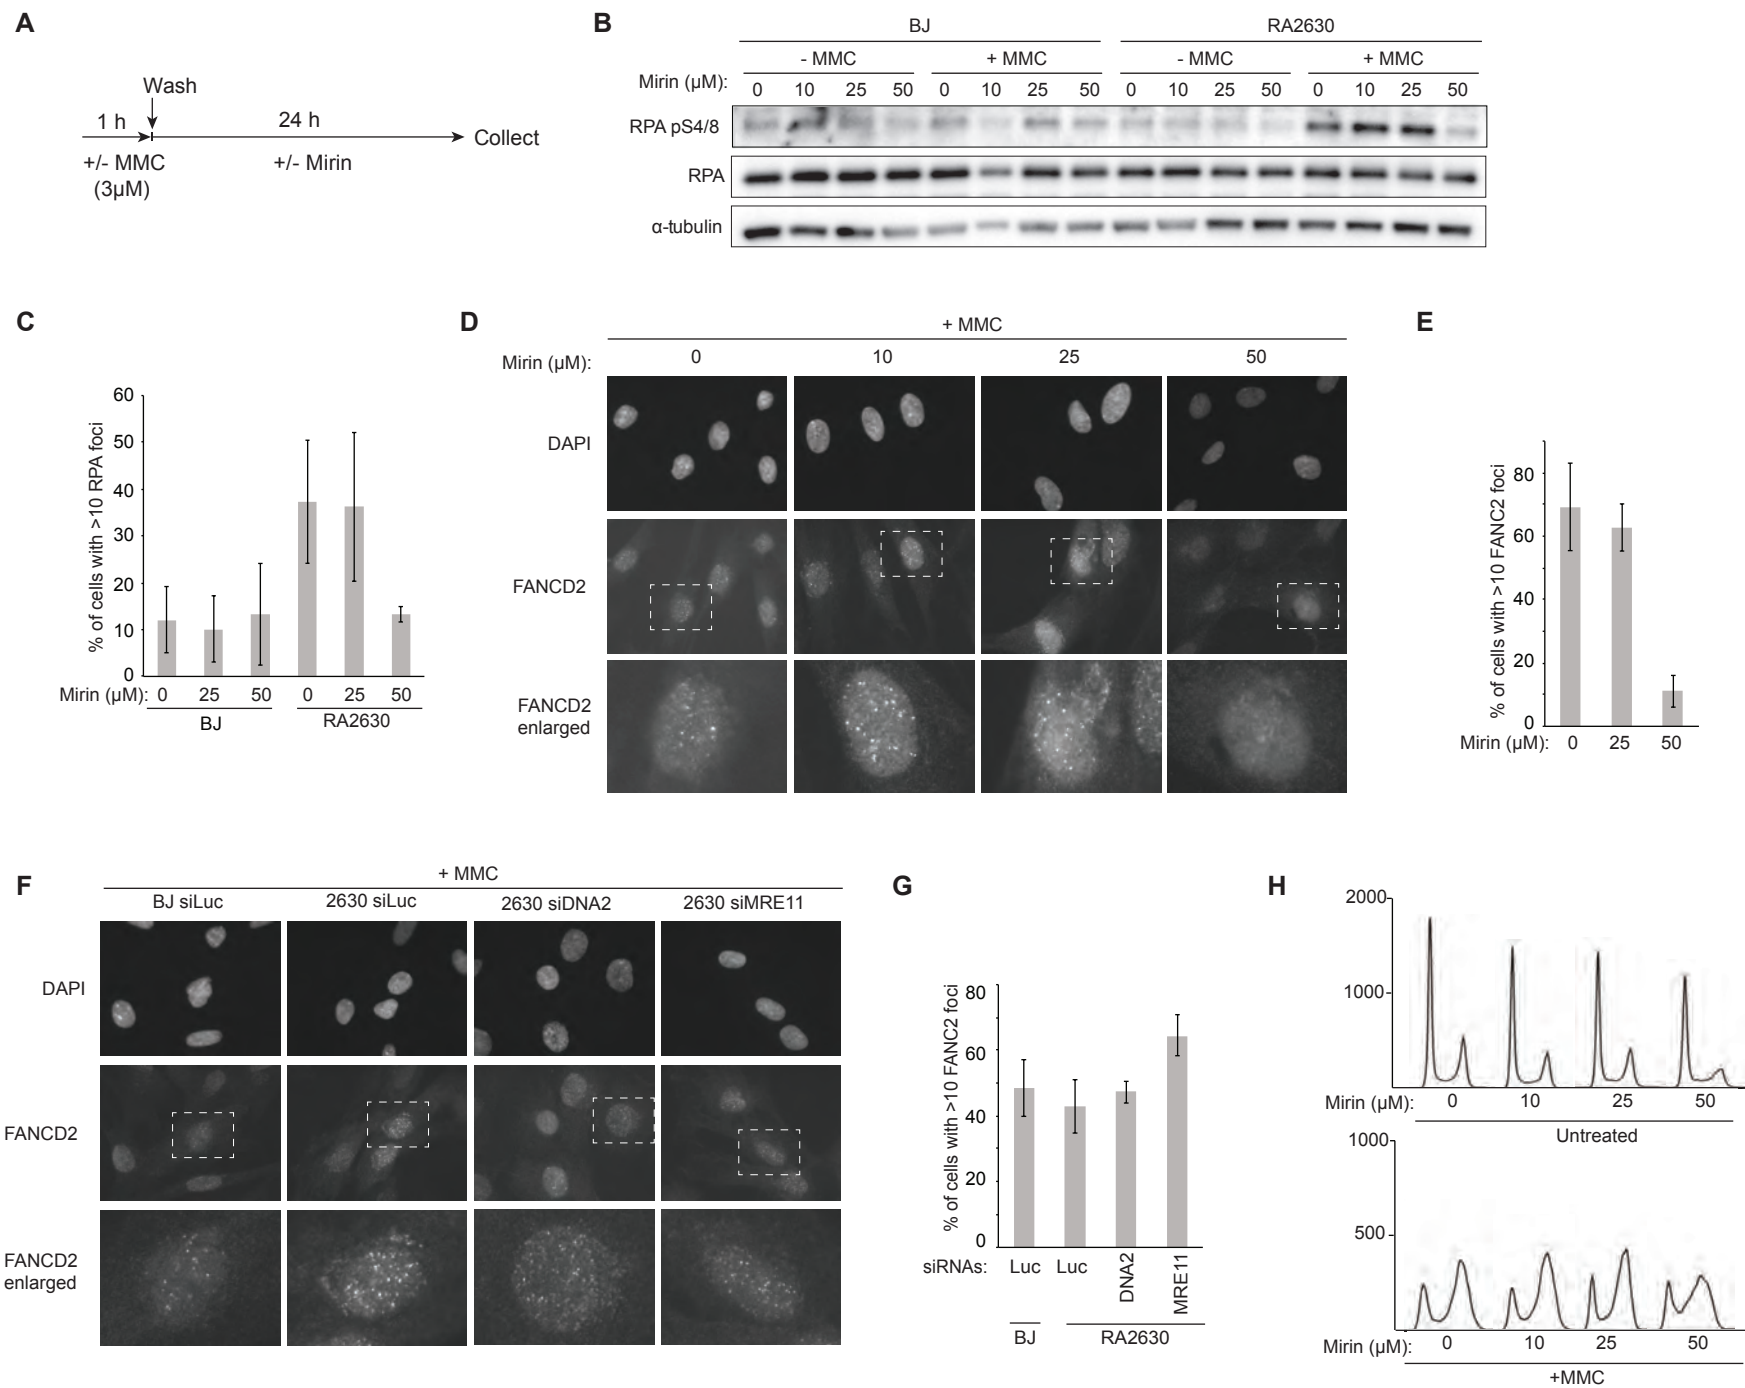 A
Wash
1 h
24 h
Collect
+/- MMC
(3µM)
+/- Mirin
B
BJ
RA2630
- MMC
+ MMC
- MMC
+ MMC
Mirin (µM):
0 10 25 50 0 10 25 50 0 10 25 50 0 10 25 50
RPA pS4/8
RPA
α-tubulin
C
% of cells with >10 RPA foci
60
50
40
30
20
10
0
Mirin (µM): 0 25 50 0 25 50
BJ
RA2630
D
+ MMC
Mirin (µM): 0 10 25 50
DAPI
FANCD2
FANCD2
enlarged
E
% of cells with >10 FANC2 foci
80
60
40
20
0
Mirin (µM): 0 25 50
F
+ MMC
BJ siLuc
2630 siLuc
2630 siDNA2
2630 siMRE11
DAPI
FANCD2
FANCD2
enlarged
G
% of cells with >10 FANC2 foci
80
60
40
20
0
siRNAs: Luc Luc DNA2 MRE11
BJ
RA2630
H
2000
1000
Mirin (µM): 0 10 25 50
Untreated
1000
500
Mirin (µM): 0 10 25 50
+MMC